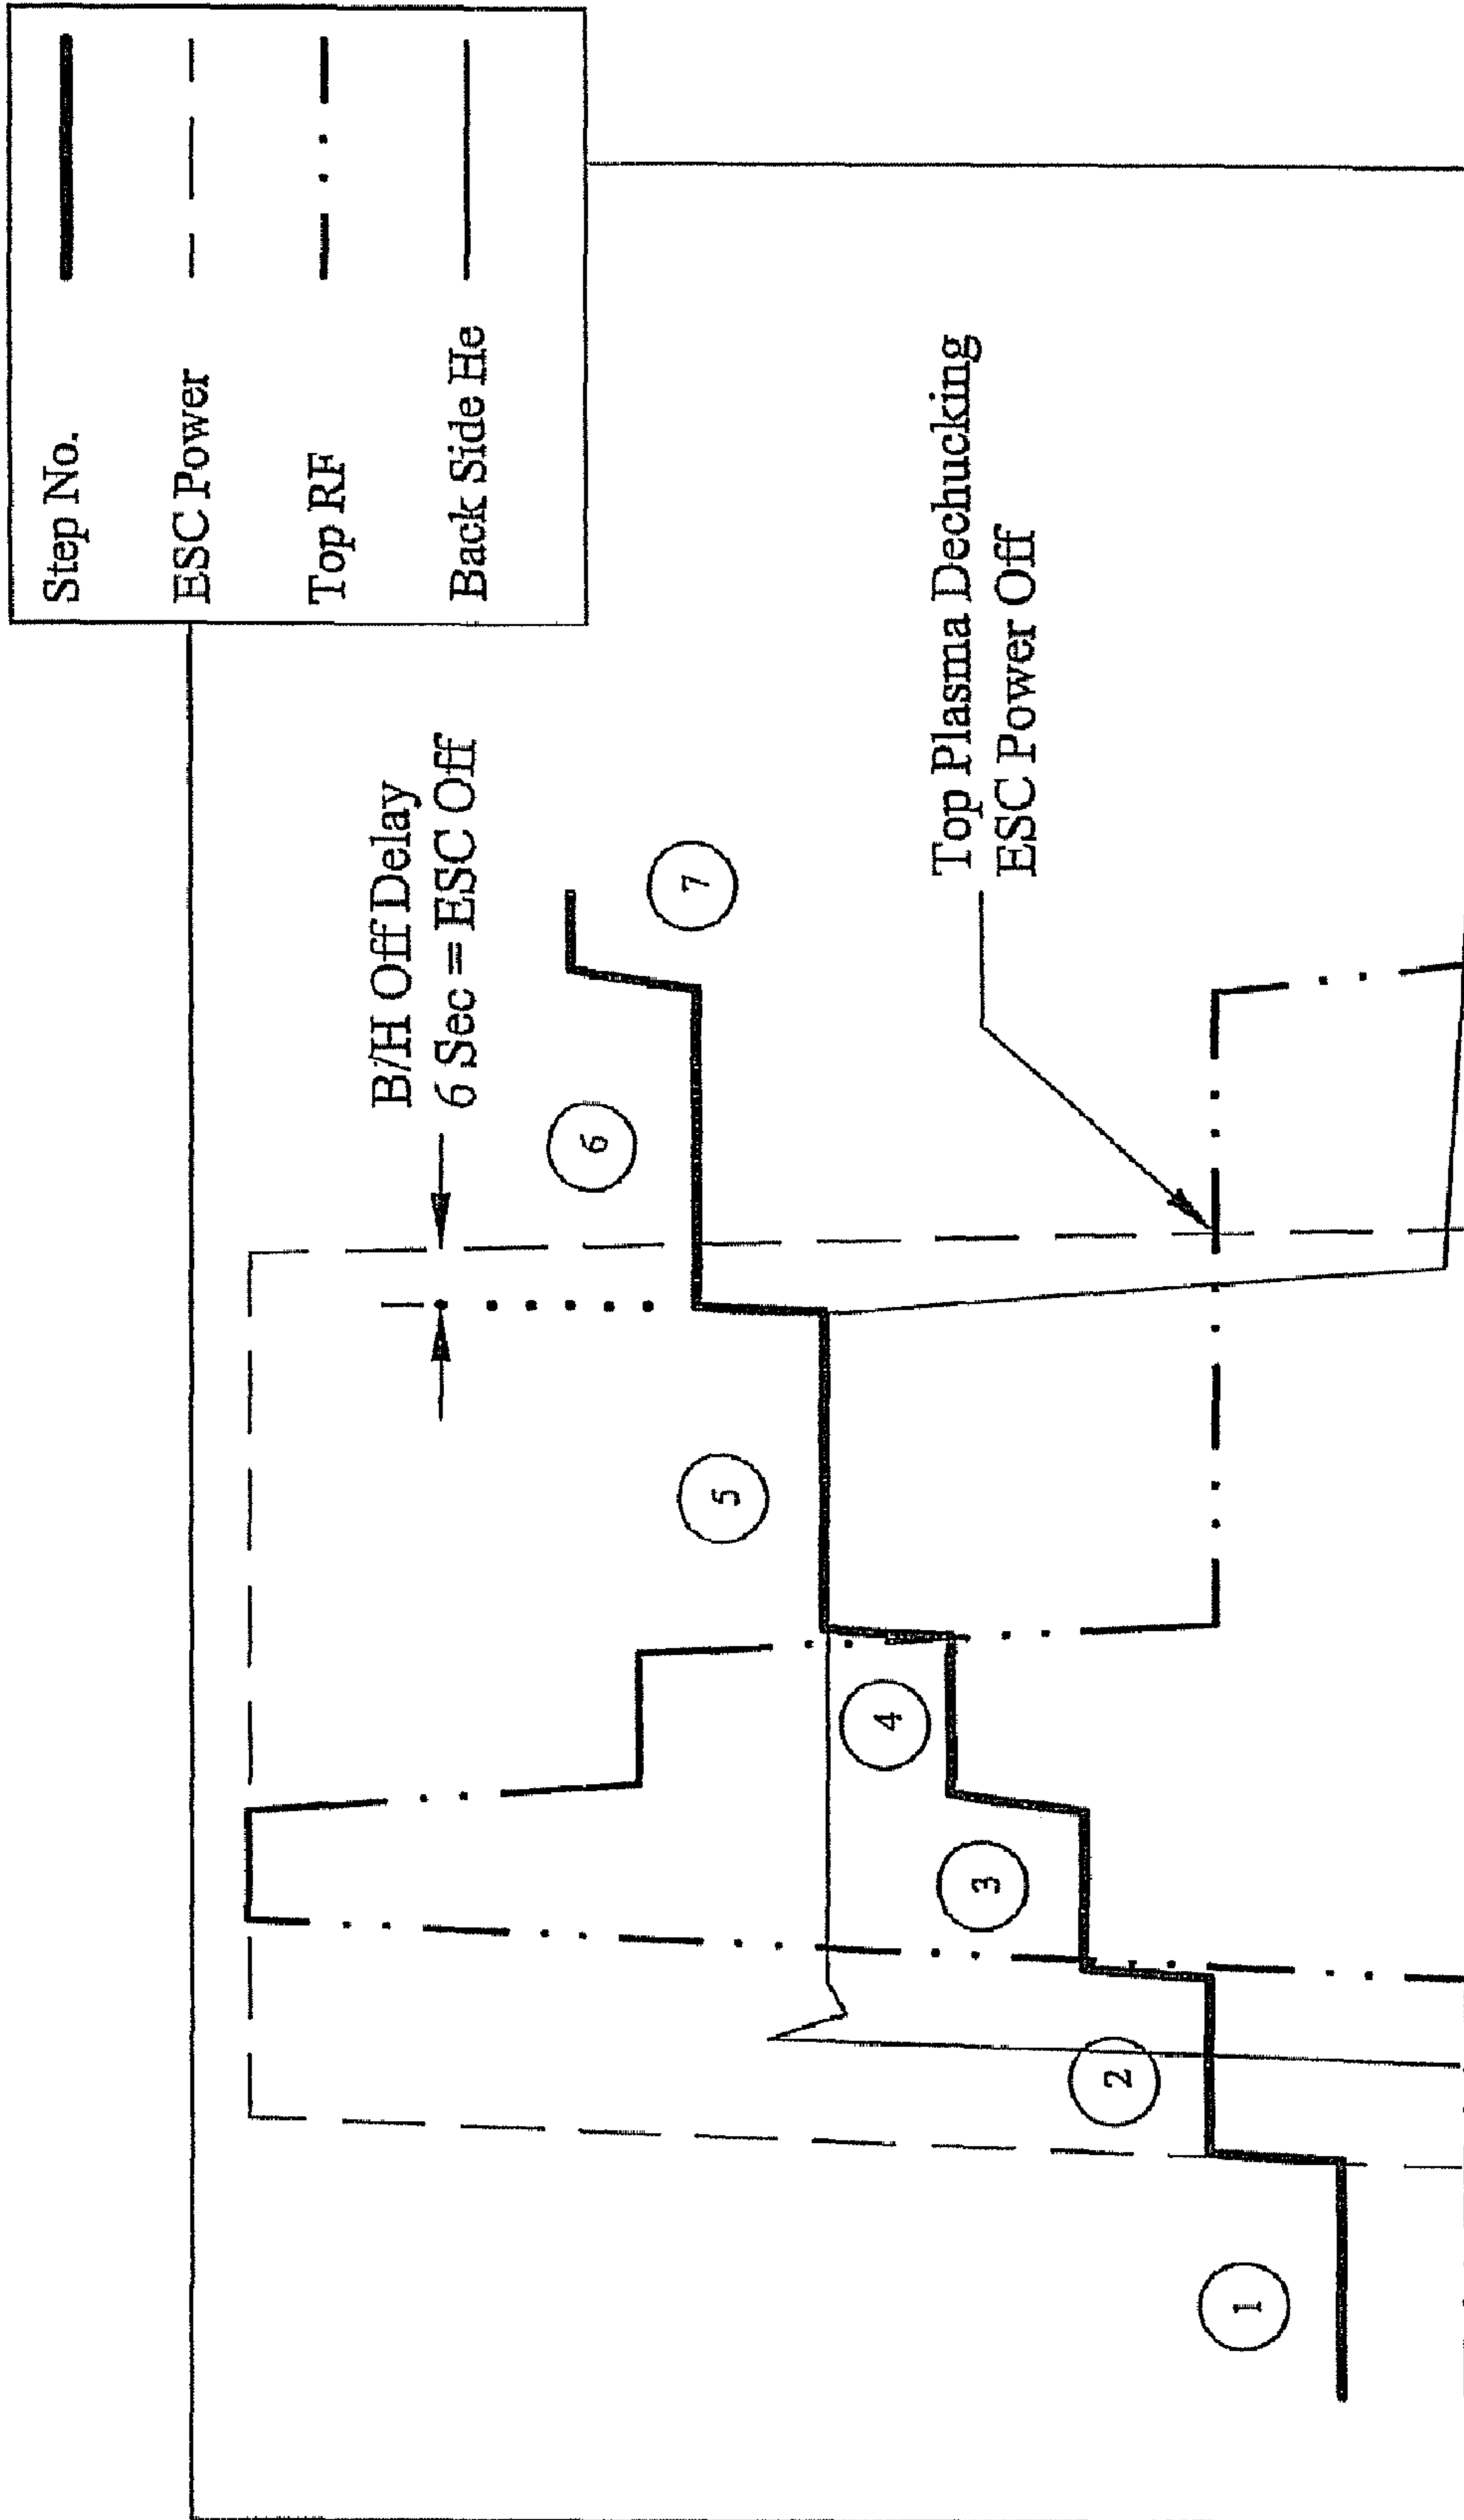 Step No.
ESC Power
Top RF
Back Side He
B/H Off Delay
6 Sec = ESC Off
Top Plasma Dechucking
ESC Power Off
1
2
3
4
5
6
7